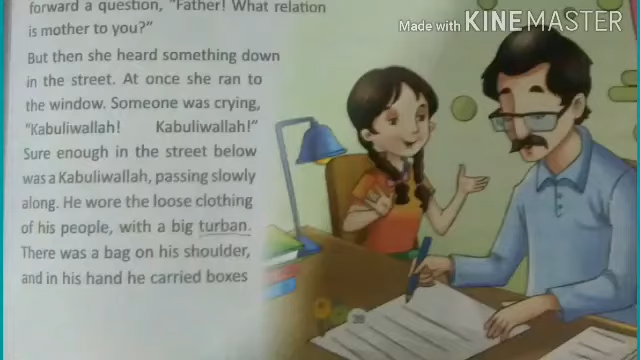 forward a question, "Father! What relation
is mother to you?"
But then she heard something down
in the street. At once she ran to
the window. Someone was crying,
"Kabuliwallah! Kabuliwallah!"
Sure enough in the street below
was a Kabuliwallah, passing slowly
along. He wore the loose clothing
of his people, with a big turban.
There was a bag on his shoulder,
and in his hand he carried boxes
Made with KINEMASTER